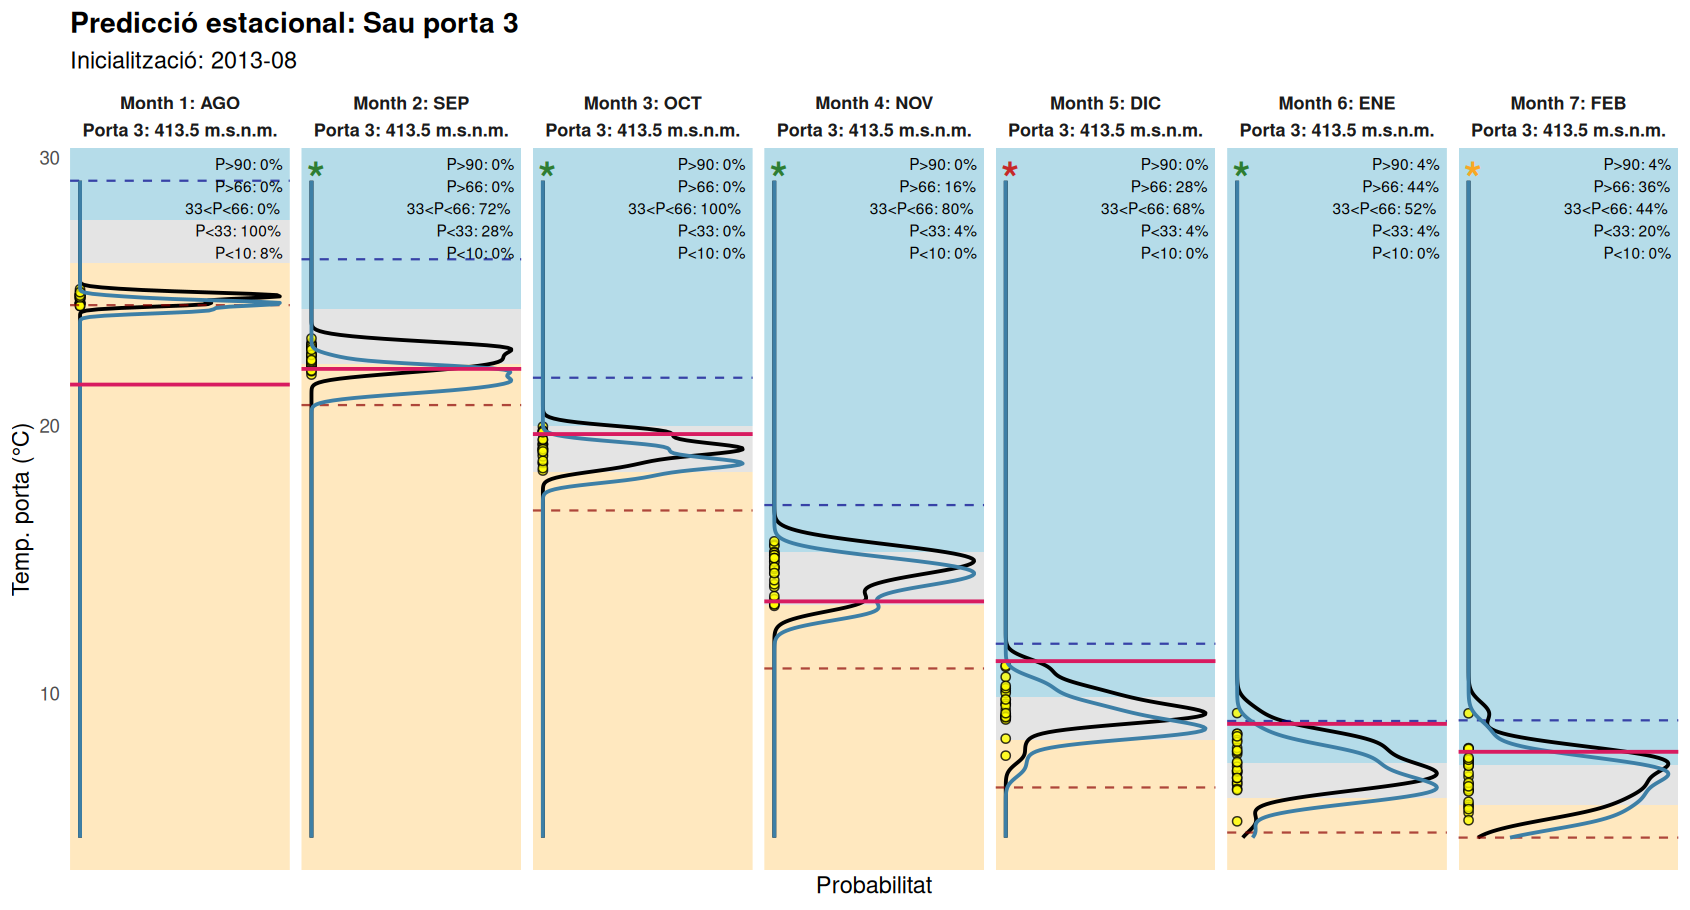 Predicció estacional: Sau porta 3
Inicialització: 2013-08
Month 1: AGO
Porta 3: 413.5 m.s.n.m.
Month 2: SEP
Porta 3: 413.5 m.s.n.m.
Month 3: OCT
Porta 3: 413.5 m.s.n.m.
Month 4: NOV
Porta 3: 413.5 m.s.n.m.
Month 5: DIC
Porta 3: 413.5 m.s.n.m.
Month 6: ENE
Porta 3: 413.5 m.s.n.m.
Month 7: FEB
Porta 3: 413.5 m.s.n.m.
Temp. porta (°C)
30
20
10
P>90: 0%
P>66: 0%
33<P<66: 0%
P<33: 100%
P<10: 8%
*
P>90: 0%
P>66: 0%
33<P<66: 72%
P<33: 28%
P<10: 0%
*
P>90: 0%
P>66: 0%
33<P<66: 100%
P<33: 0%
P<10: 0%
*
P>90: 0%
P>66: 16%
33<P<66: 80%
P<33: 4%
P<10: 0%
*
P>90: 0%
P>66: 28%
33<P<66: 68%
P<33: 4%
P<10: 0%
*
P>90: 4%
P>66: 44%
33<P<66: 52%
P<33: 4%
P<10: 0%
*
P>90: 4%
P>66: 36%
33<P<66: 44%
P<33: 20%
P<10: 0%
Probabilitat